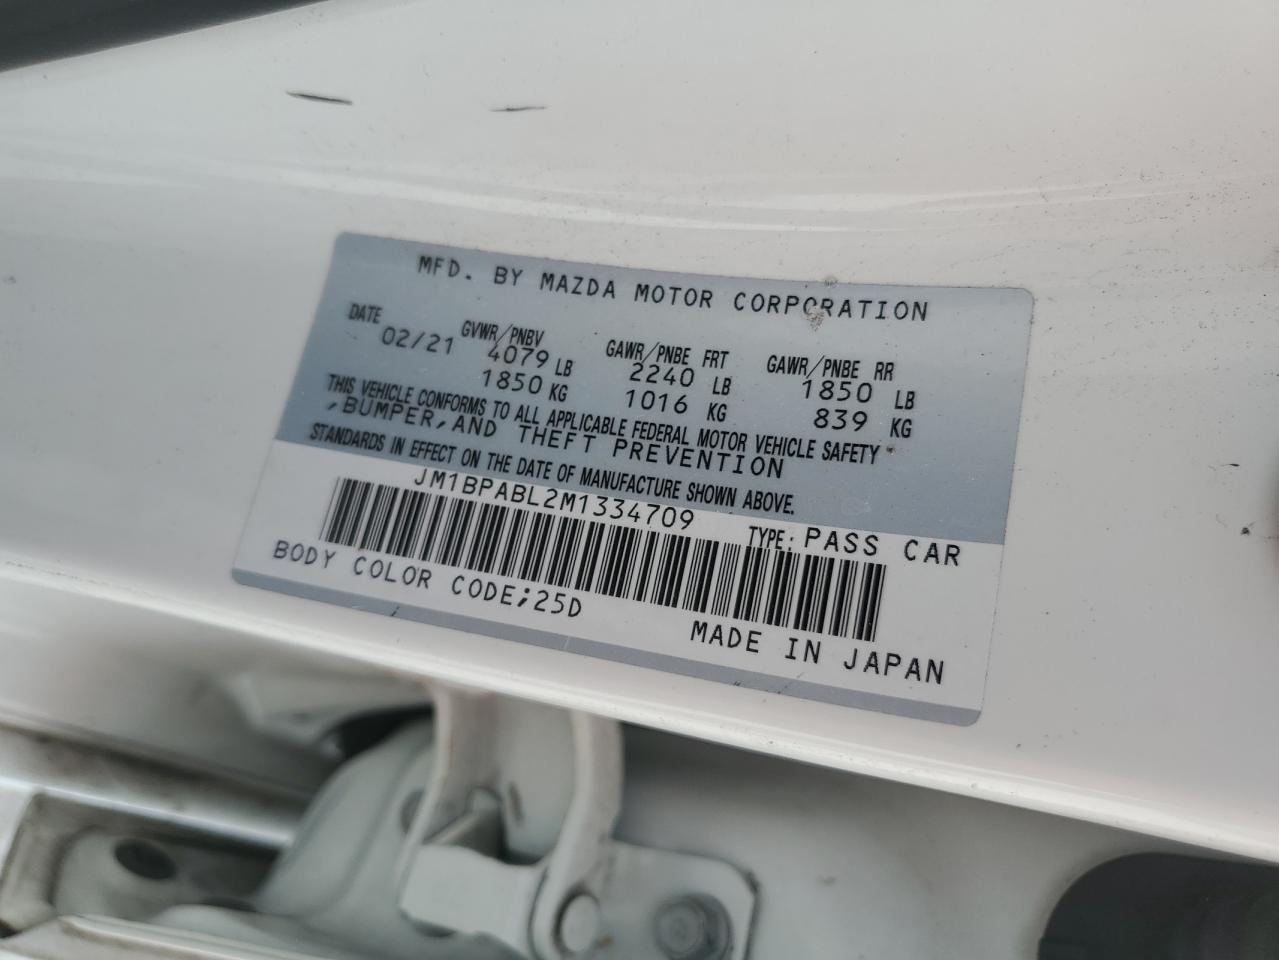 MFD. BY MAZDA MOTOR CORPORATION
DATE GVWR/PNBV GAWR/PNBE FRT GAWR/PNBE RR
02/21 4079 LB 2240 LB 1850 LB
1850 KG 1016 KG 839 KG
THIS VEHICLE CONFORMS TO ALL APPLICABLE FEDERAL MOTOR VEHICLE SAFETY
,BUMPER,AND THEFT PREVENTION
STANDARDS IN EFFECT ON THE DATE OF MANUFACTURE SHOWN ABOVE.
JM1BPABL2M1334709 TYPE: PASS CAR
BODY COLOR CODE;25D
MADE IN JAPAN